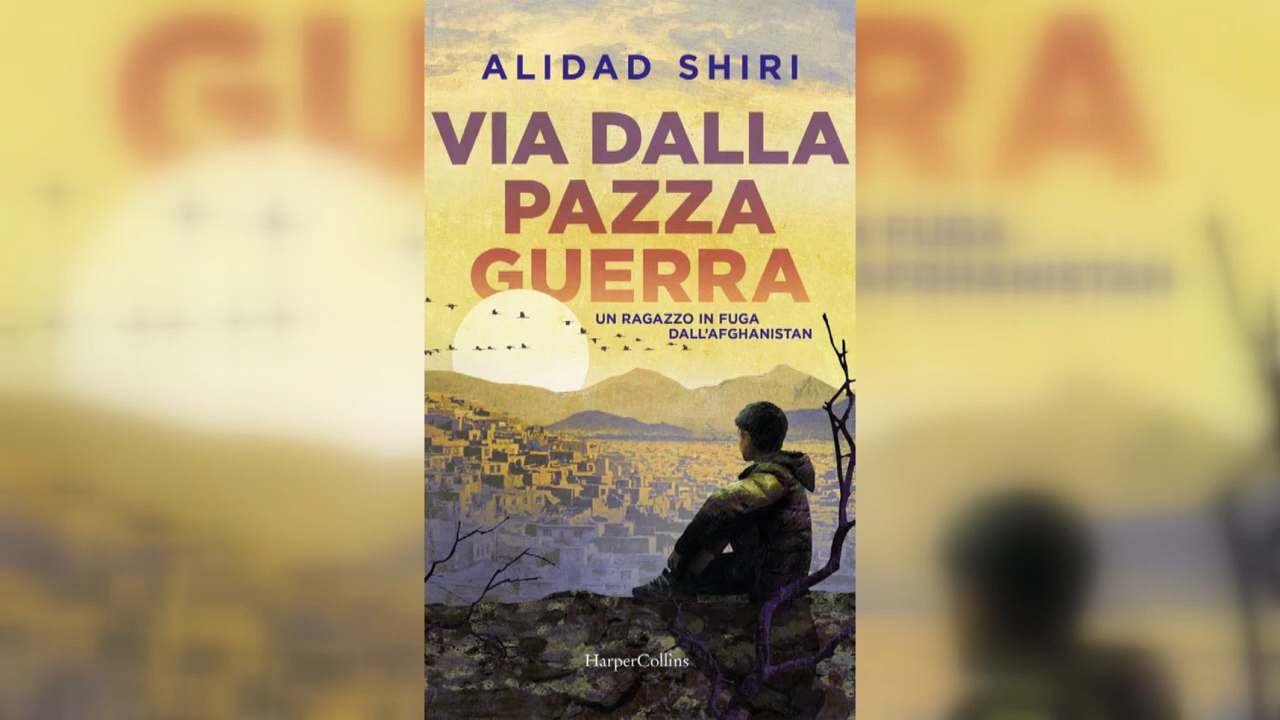 ALIDAD SHIRI
VIA DALLA
PAZZA
GUERRA
UN RAGAZZO IN FUGA
DALL'AFGHANISTAN
HarperCollins